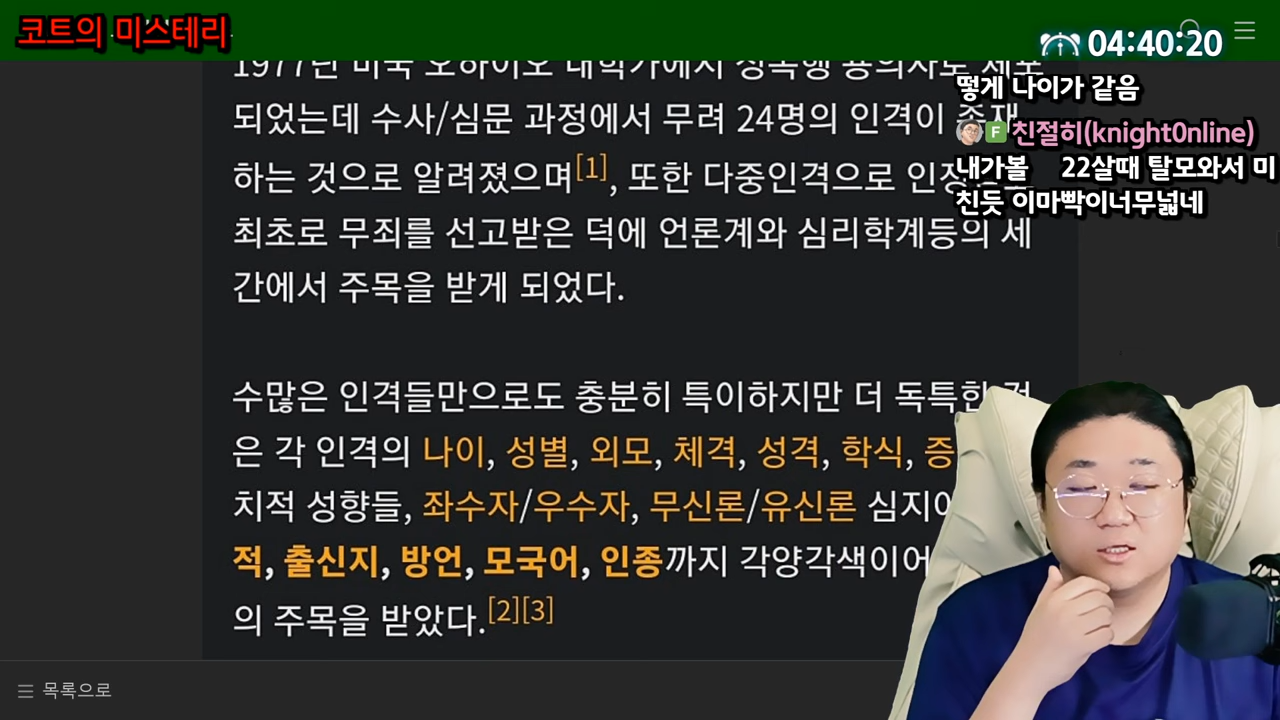 코트의 미스테리
04:40:20
1977년 미국 오하이오 대학가에서 성폭행 용의자로 체포
되었는데 수사/심문 과정에서 무려 24명의 인격이 존재
하는 것으로 알려졌으며[1], 또한 다중인격으로
최초로 무죄를 선고받은 덕에 언론계와 심리학계등의 세
간에서 주목을 받게 되었다.
수많은 인격들만으로도 충분히 특이하지만 더 독특한
은 각 인격의 나이, 성별, 외모, 체격, 성격, 학식,
치적 성향들, 좌수자/우수자, 무신론/유신론
적, 출신지, 방언, 모국어, 인종까지 각양각색이어
의 주목을 받았다.[2][3]
떻게 나이가 같음
F 친절히(knight0nline)
내가볼 22살때 탈모와서 미
친듯 이마빡이너무넓네
목록으로